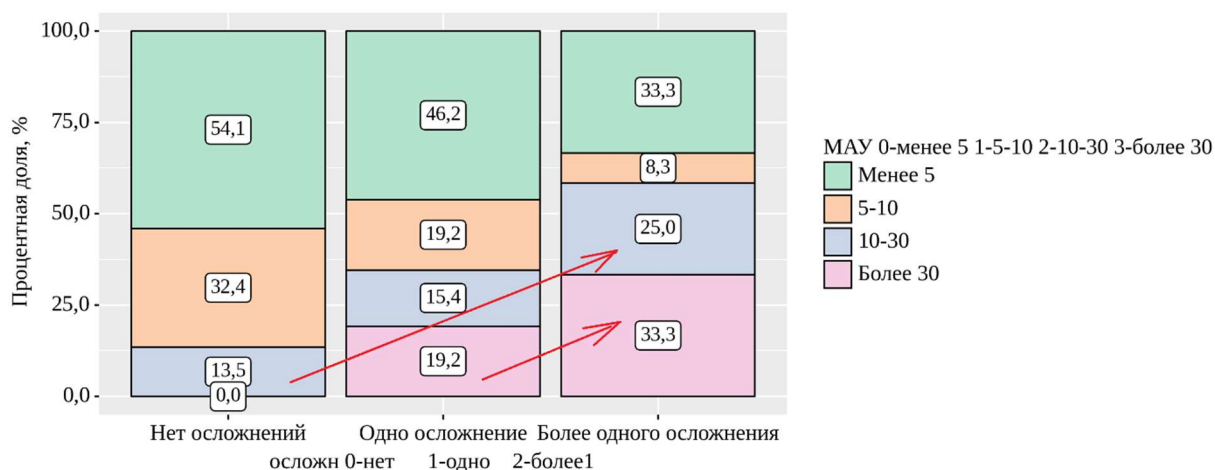 100,0
75,0
50,0
25,0
0,0
Процентная доля, %
54,1
32,4
13,5
0,0
46,2
19,2
15,4
19,2
33,3
8,3
25,0
33,3
Нет осложнений
Одно осложнение
Более одного осложнения
осложн 0-нет 1-одно 2-более1
МАУ 0-менее 5 1-5-10 2-10-30 3-более 30
Менее 5
5-10
10-30
Более 30